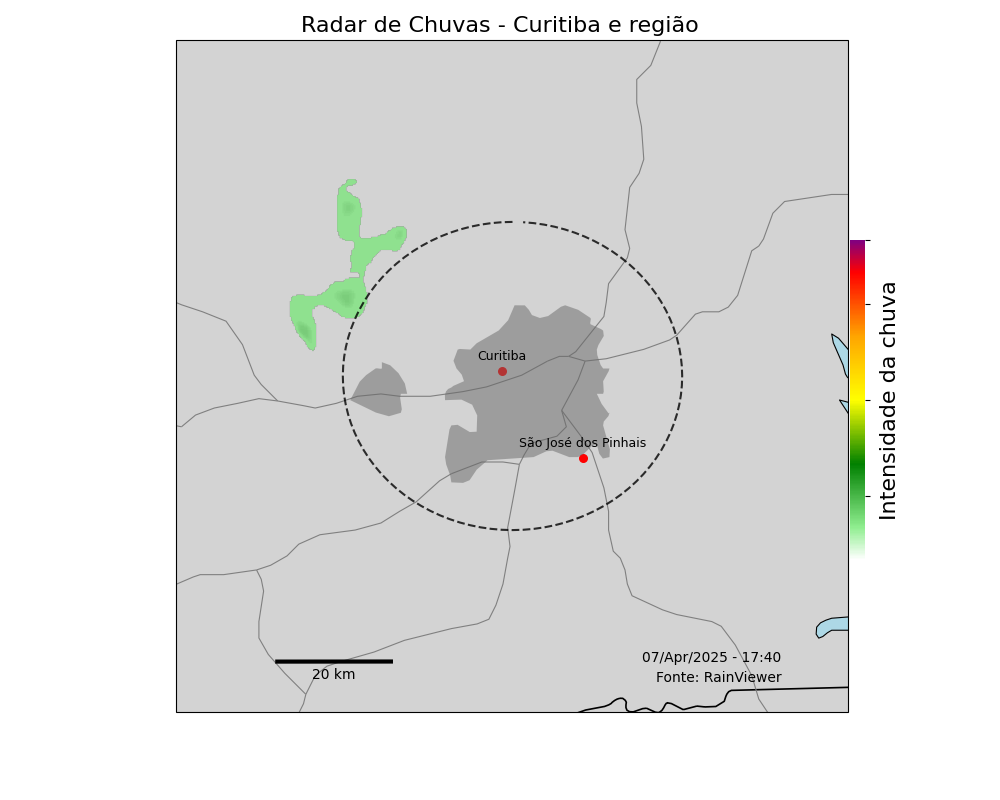 Radar de Chuvas - Curitiba e região
Curitiba
São José dos Pinhais
Intensidade da chuva
07/Apr/2025 - 17:40
20 km
Fonte: RainViewer